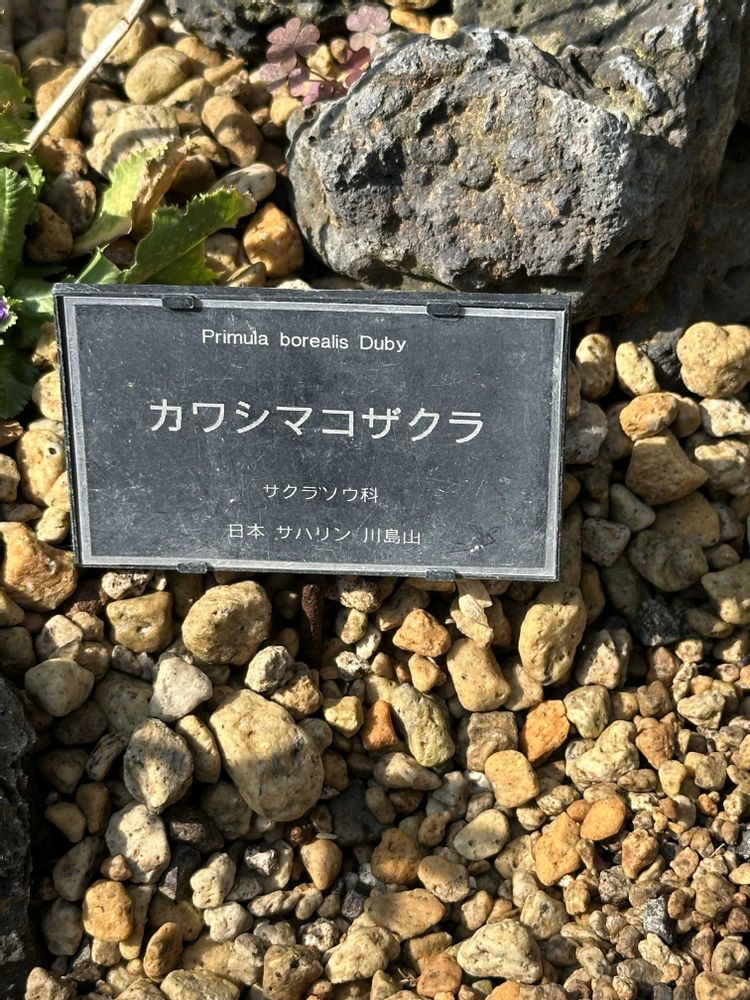 Primula borealis Duby
カワシマコザクラ
サクラソウ科
日本 サハリン 川島山